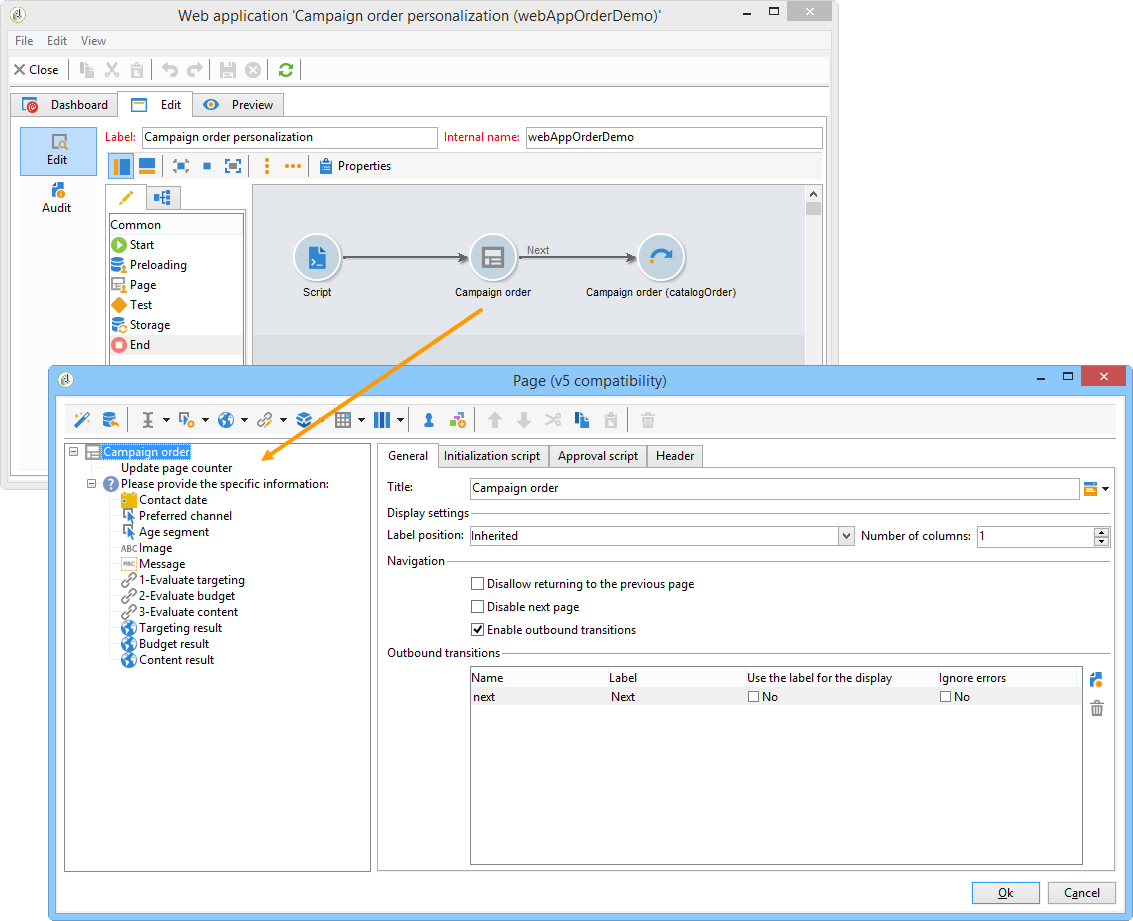 Web application 'Campaign order personalization (webAppOrderDemo)'
File Edit View
Close
Dashboard Edit Preview
Edit
Audit
Label: Campaign order personalization Internal name: webAppOrderDemo
Properties
Common
Start
Preloading
Page
Test
Storage
End
Next
Script Campaign order Campaign order (catalogOrder)
Page (v5 compatibility)
Campaign order
Update page counter
Please provide the specific information:
Contact date
Preferred channel
Age segment
ABC Image
Message
1-Evaluate targeting
2-Evaluate budget
3-Evaluate content
Targeting result
Budget result
Content result
General Initialization script Approval script Header
Title: Campaign order
Display settings
Label position: Inherited Number of columns: 1
Navigation
Disallow returning to the previous page
Disable next page
Enable outbound transitions
Outbound transitions
Name Label Use the label for the display Ignore errors
next Next No No
Ok Cancel